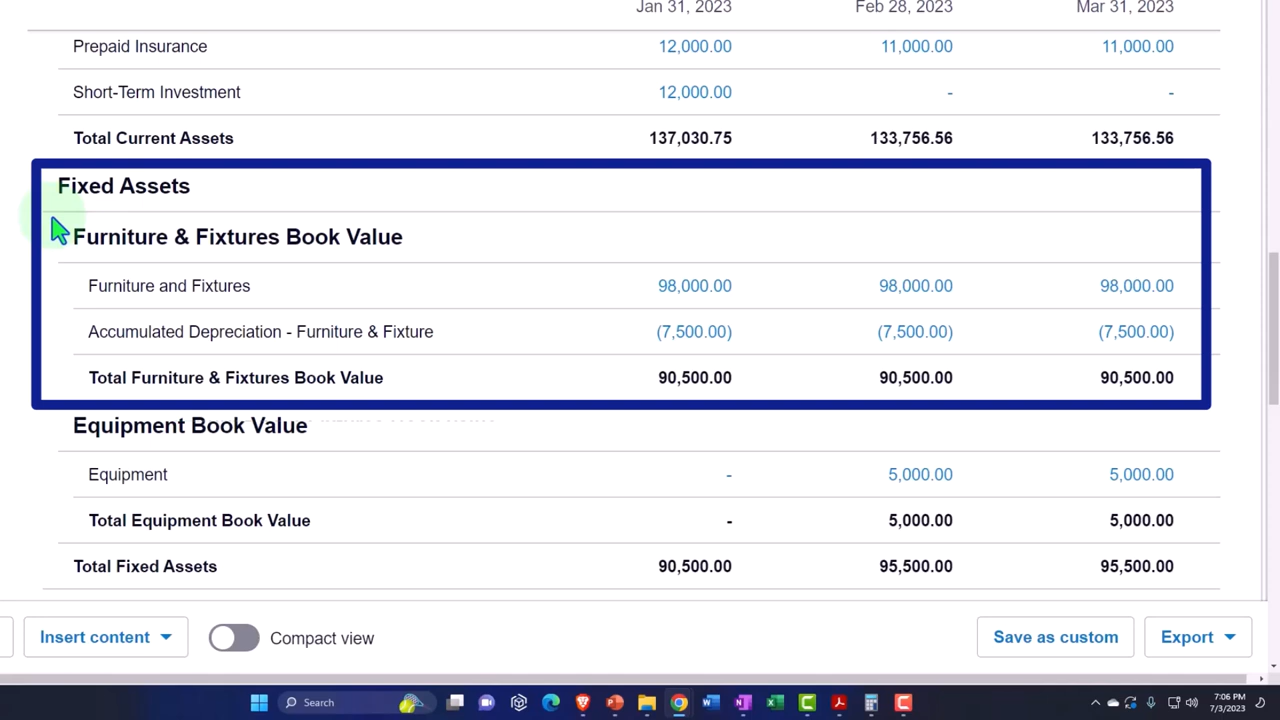 Jan 31, 2023 Feb 28, 2023 Mar 31, 2023
Prepaid Insurance 12,000.00 11,000.00 11,000.00
Short-Term Investment 12,000.00 - -
Total Current Assets 137,030.75 133,756.56 133,756.56
Fixed Assets
Furniture & Fixtures Book Value
Furniture and Fixtures 98,000.00 98,000.00 98,000.00
Accumulated Depreciation - Furniture & Fixture (7,500.00) (7,500.00) (7,500.00)
Total Furniture & Fixtures Book Value 90,500.00 90,500.00 90,500.00
Equipment Book Value
Equipment - 5,000.00 5,000.00
Total Equipment Book Value - 5,000.00 5,000.00
Total Fixed Assets 90,500.00 95,500.00 95,500.00
Insert content Compact view Save as custom Export
Search 7:06 PM
7/3/2023